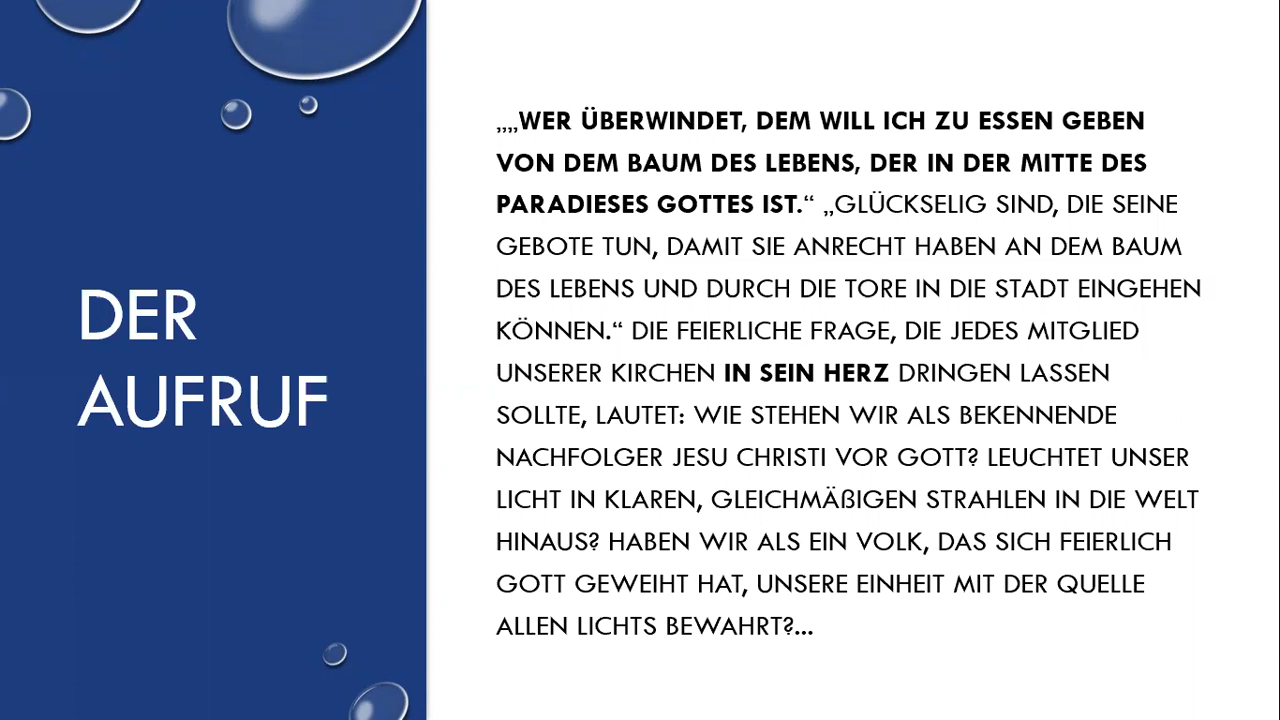 DER
AUFRUF
„„WER ÜBERWINDET, DEM WILL ICH ZU ESSEN GEBEN
VON DEM BAUM DES LEBENS, DER IN DER MITTE DES
PARADIESES GOTTES IST.“ „GLÜCKSELIG SIND, DIE SEINE
GEBOTE TUN, DAMIT SIE ANRECHT HABEN AN DEM BAUM
DES LEBENS UND DURCH DIE TORE IN DIE STADT EINGEHEN
KÖNNEN.“ DIE FEIERLICHE FRAGE, DIE JEDES MITGLIED
UNSERER KIRCHEN IN SEIN HERZ DRINGEN LASSEN
SOLLTE, LAUTET: WIE STEHEN WIR ALS BEKENNENDE
NACHFOLGER JESU CHRISTI VOR GOTT? LEUCHTET UNSER
LICHT IN KLAREN, GLEICHMÄßIGEN STRAHLEN IN DIE WELT
HINAUS? HABEN WIR ALS EIN VOLK, DAS SICH FEIERLICH
GOTT GEWEIHT HAT, UNSERE EINHEIT MIT DER QUELLE
ALLEN LICHTS BEWAHRT?...